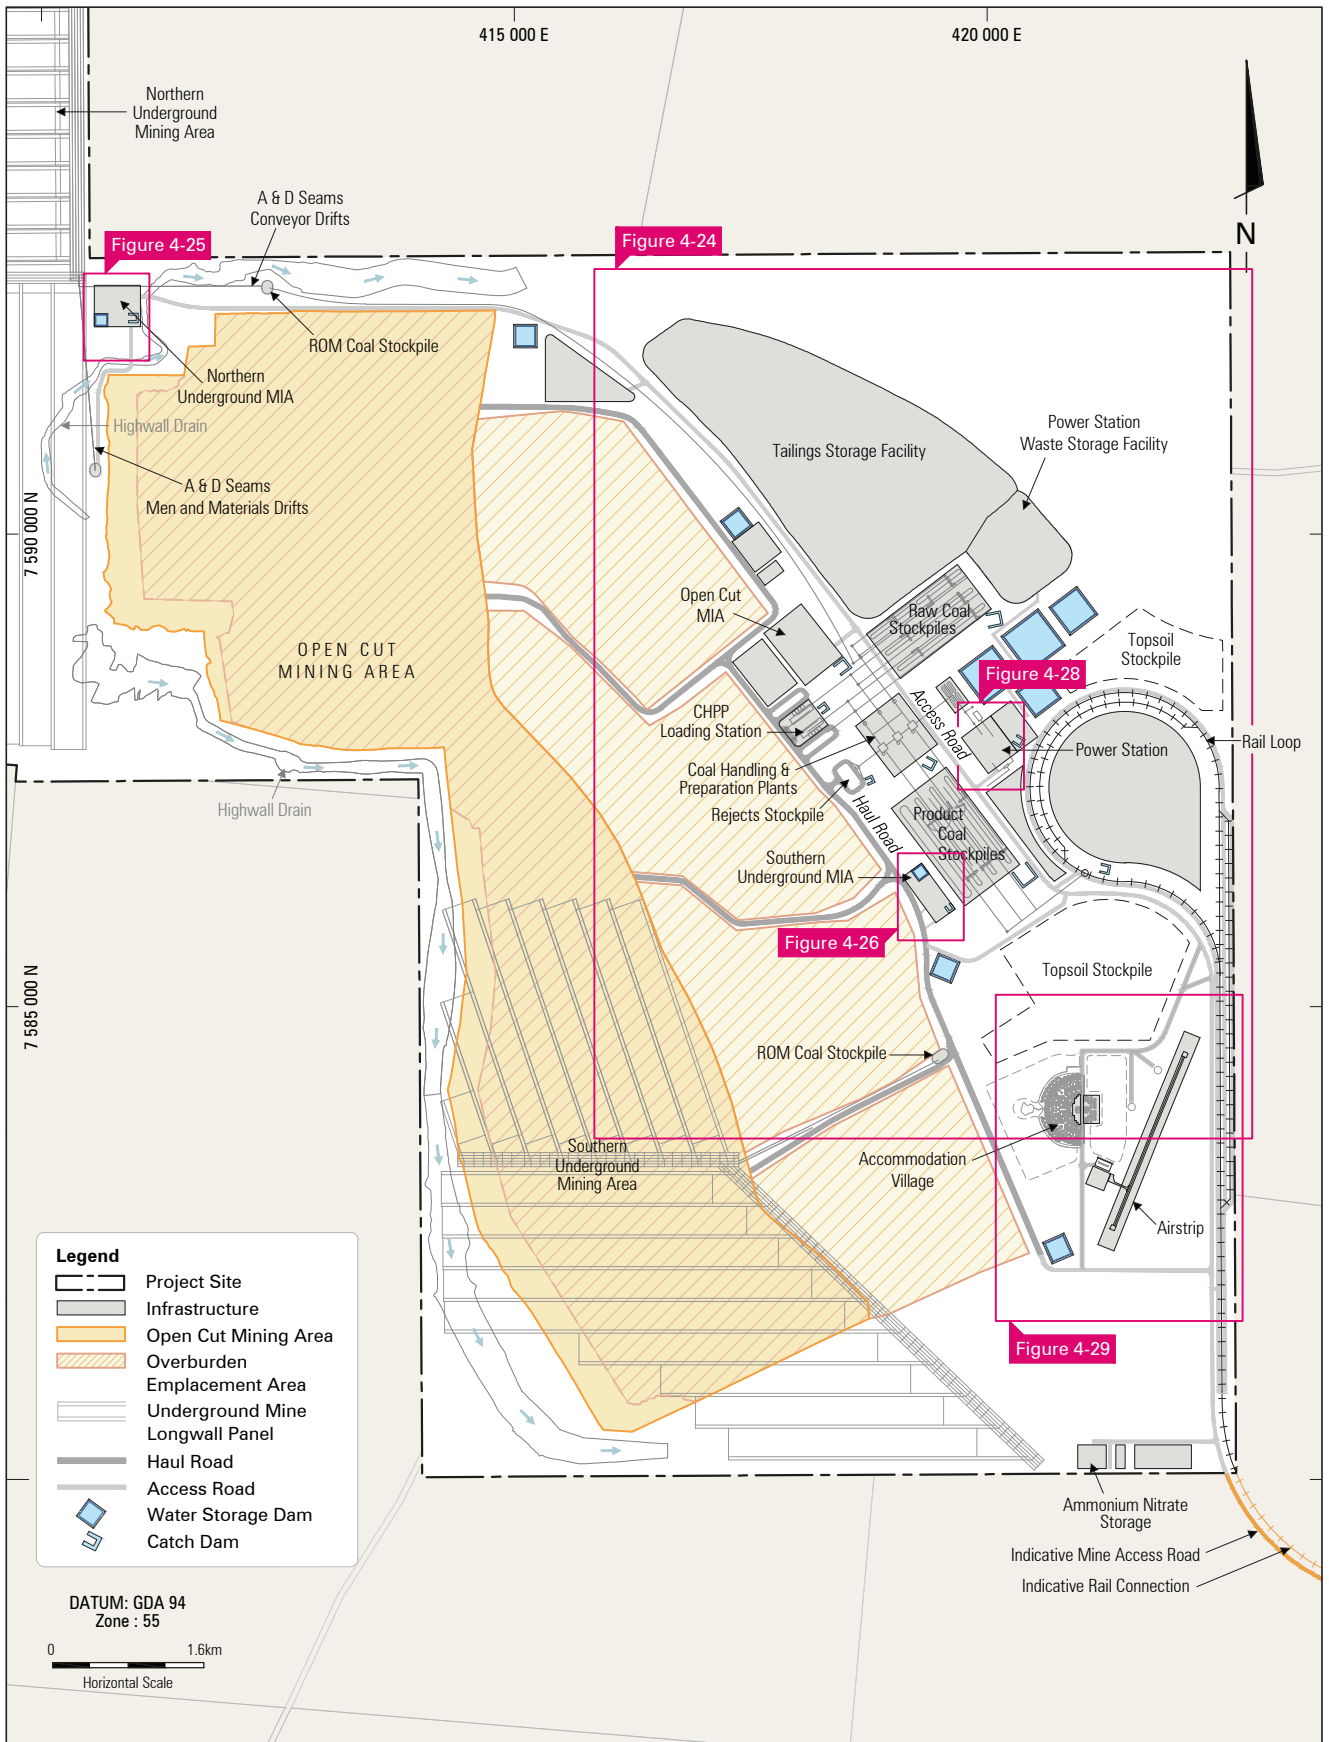 415 000 E
420 000 E
Northern
Underground
Mining Area
A & D Seams
Conveyor Drifts
Figure 4-25
Figure 4-24
N
ROM Coal Stockpile
Northern
Underground MIA
Highwall Drain
A & D Seams
Men and Materials Drifts
7 590 000 N
Tailings Storage Facility
Power Station
Waste Storage Facility
Open Cut
MIA
Raw Coal
Stockpiles
Topsoil
Stockpile
OPEN CUT
MINING AREA
Figure 4-28
CHPP
Loading Station
Access Road
Rail Loop
Power Station
Coal Handling &
Preparation Plants
Rejects Stockpile
Haul Road
Product
Coal
Stockpiles
Highwall Drain
Southern
Underground MIA
Figure 4-26
7 585 000 N
Topsoil Stockpile
ROM Coal Stockpile
Southern
Underground
Mining Area
Accommodation
Village
Airstrip
Figure 4-29
Legend
Project Site
Infrastructure
Open Cut Mining Area
Overburden
Emplacement Area
Underground Mine
Longwall Panel
Haul Road
Access Road
Water Storage Dam
Catch Dam
Ammonium Nitrate
Storage
Indicative Mine Access Road
Indicative Rail Connection
DATUM: GDA 94
Zone : 55
0 1.6km
Horizontal Scale